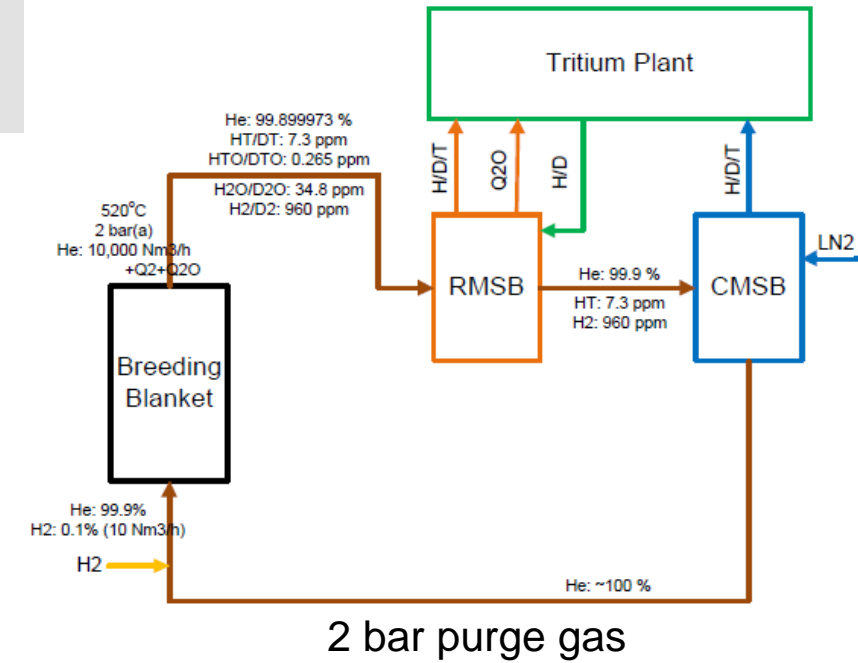 Tritium Plant
He: 99.899973 %
HT/DT: 7.3 ppm
HTO/DTO: 0.265 ppm
H2O/D2O: 34.8 ppm
H2/D2: 960 ppm
520°C
2 bar(a)
He: 10,000 Nm3/h
+Q2+Q2O
H/D/T
Q2O
H/D
H/D/T
LN2
RMSB
He: 99.9 %
HT: 7.3 ppm
H2: 960 ppm
CMSB
Breeding
Blanket
He: 99.9%
H2: 0.1% (10 Nm3/h)
H2
He: ~100 %
2 bar purge gas